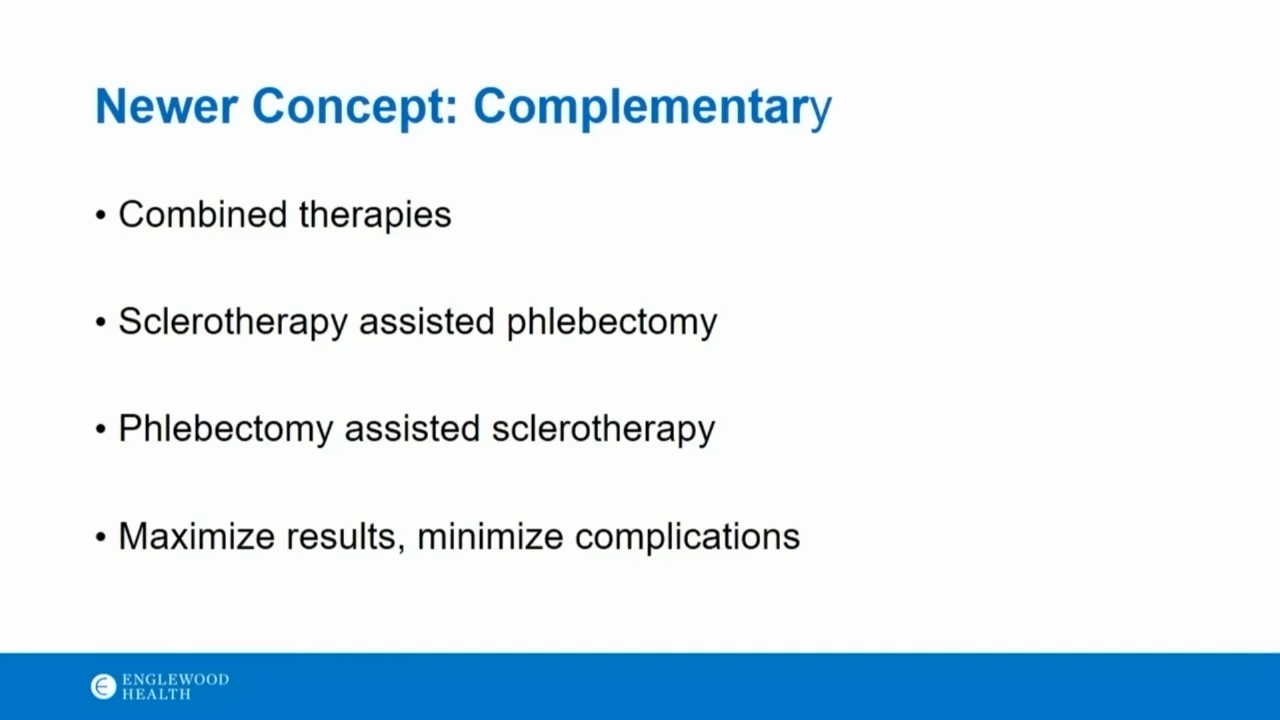 Newer Concept: Complementary
• Combined therapies
• Sclerotherapy assisted phlebectomy
• Phlebectomy assisted sclerotherapy
• Maximize results, minimize complications
ENGLEWOOD
HEALTH